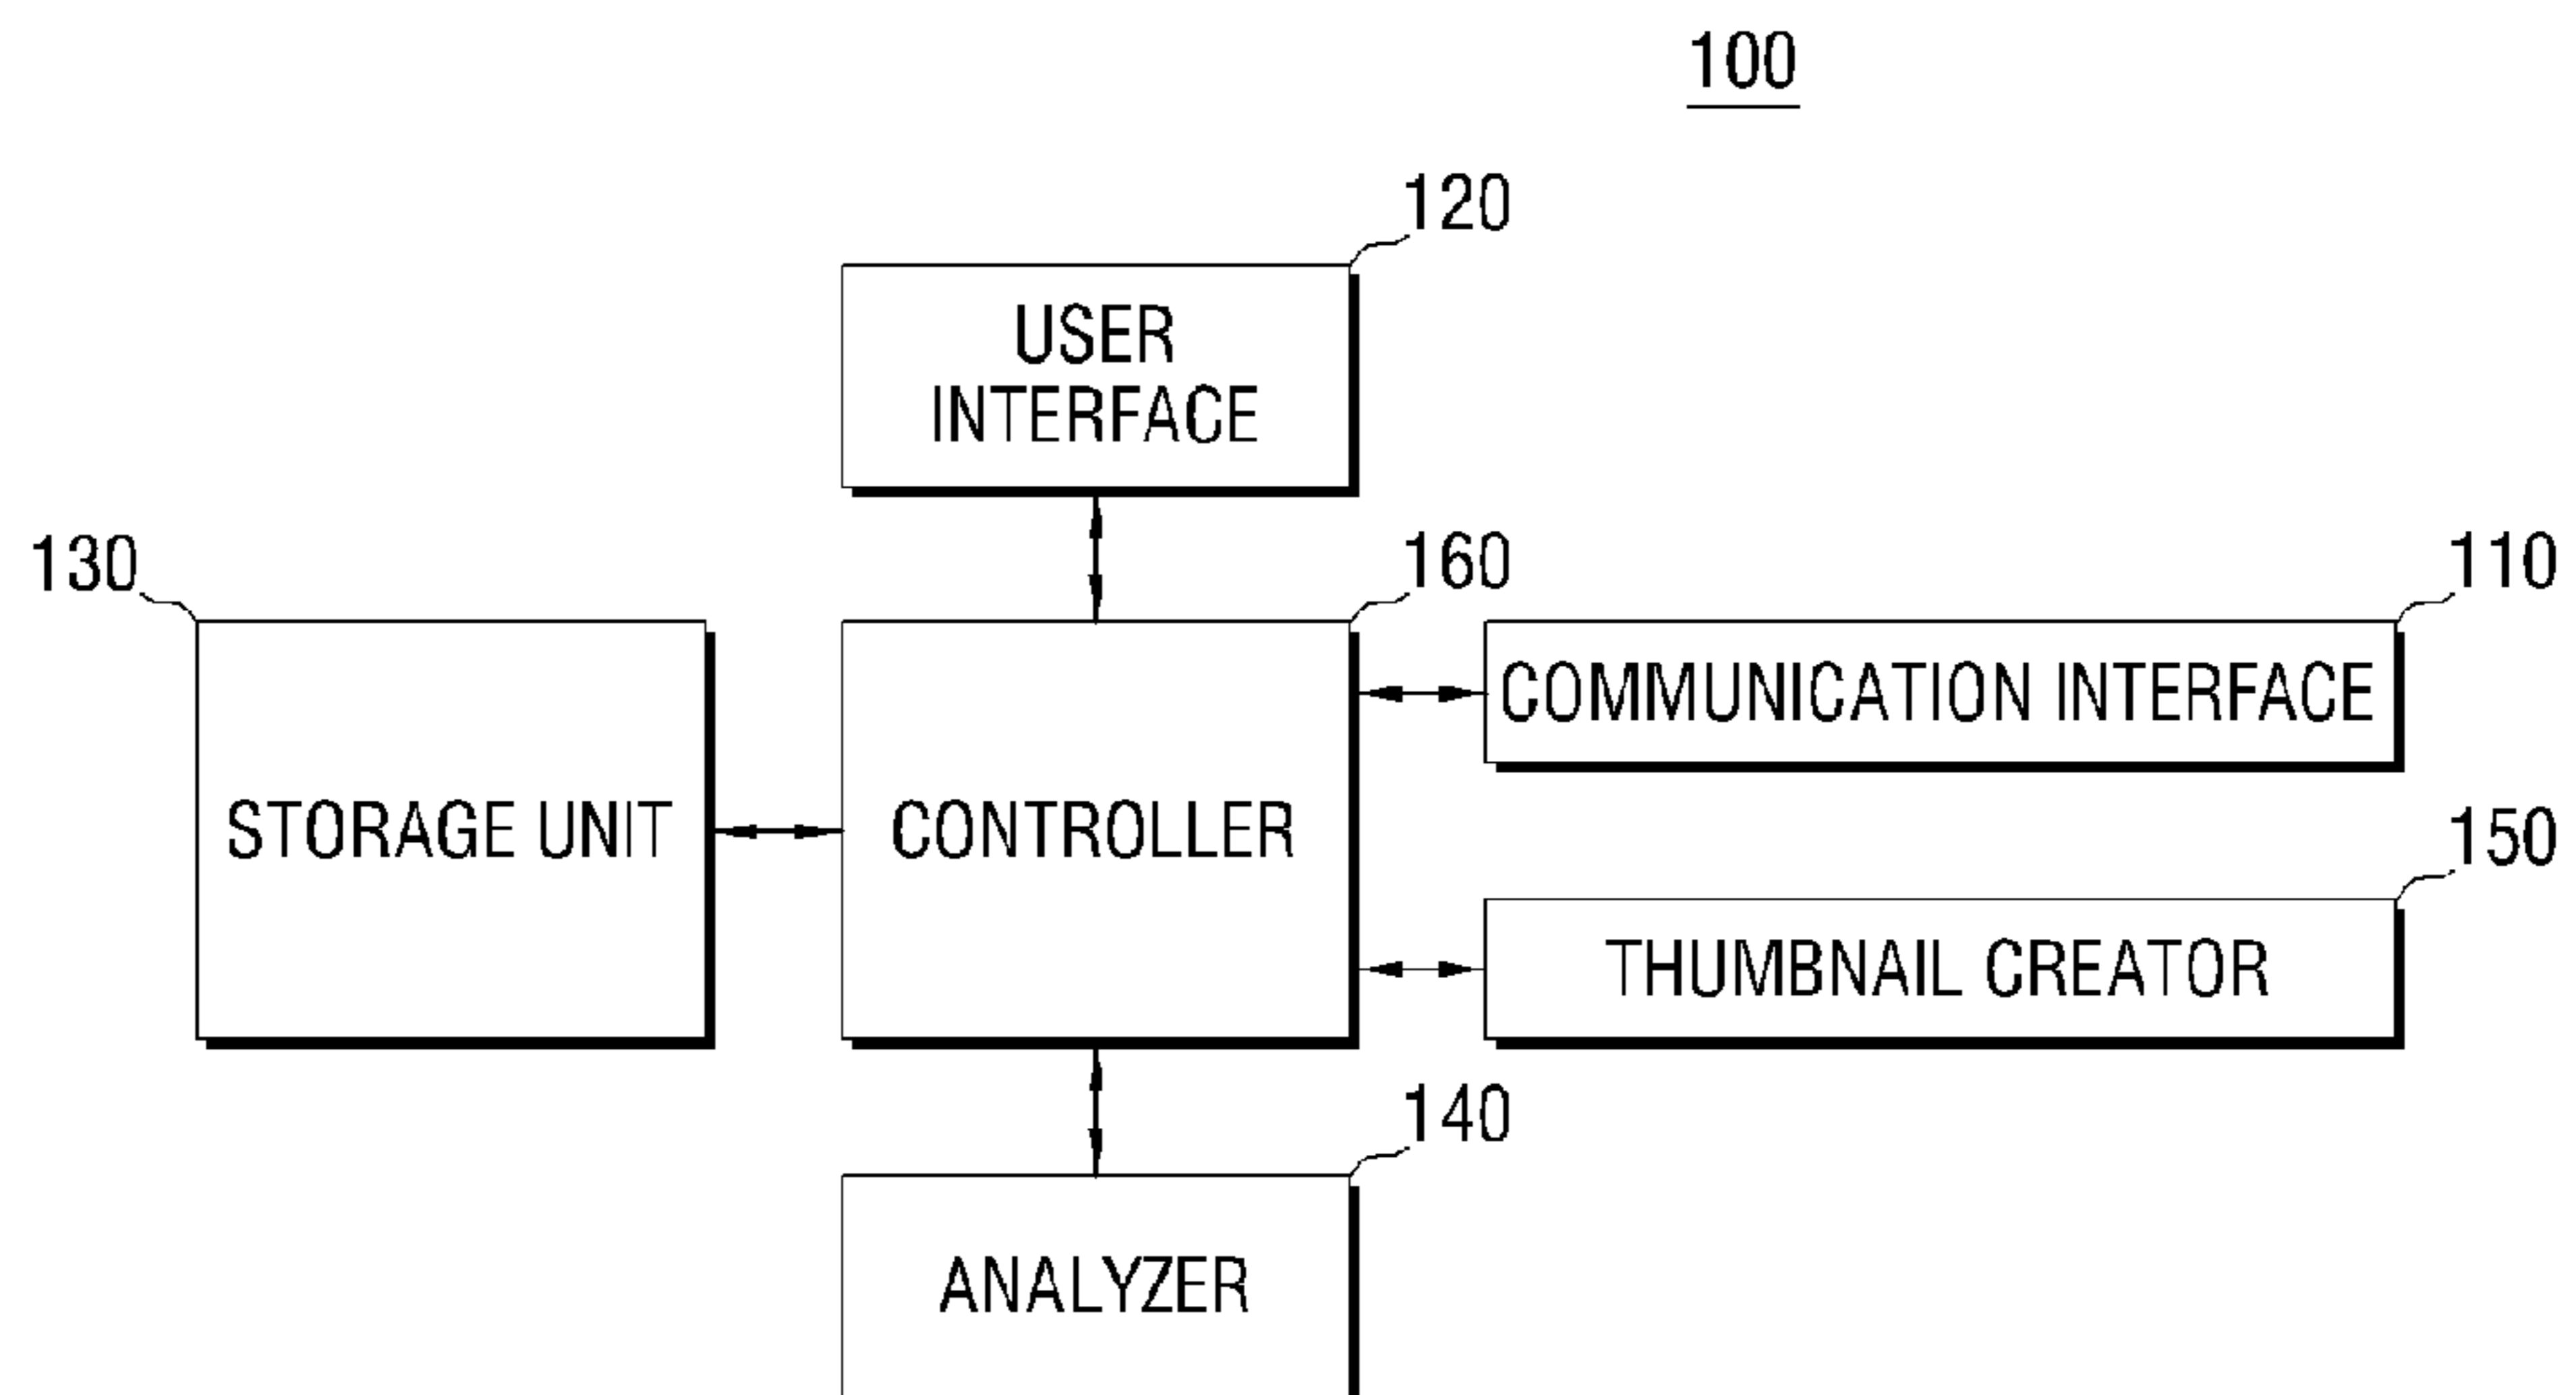 100
120
USER
INTERFACE
130
160
110
COMMUNICATION INTERFACE
STORAGE UNIT
CONTROLLER
150
THUMBNAIL CREATOR
140
ANALYZER